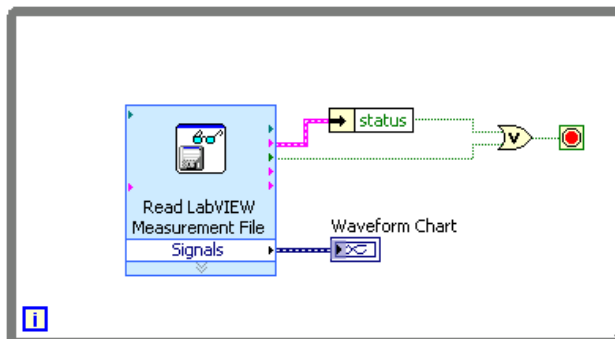 status
V
Read LabVIEW
Measurement File
Signals
Waveform Chart
i